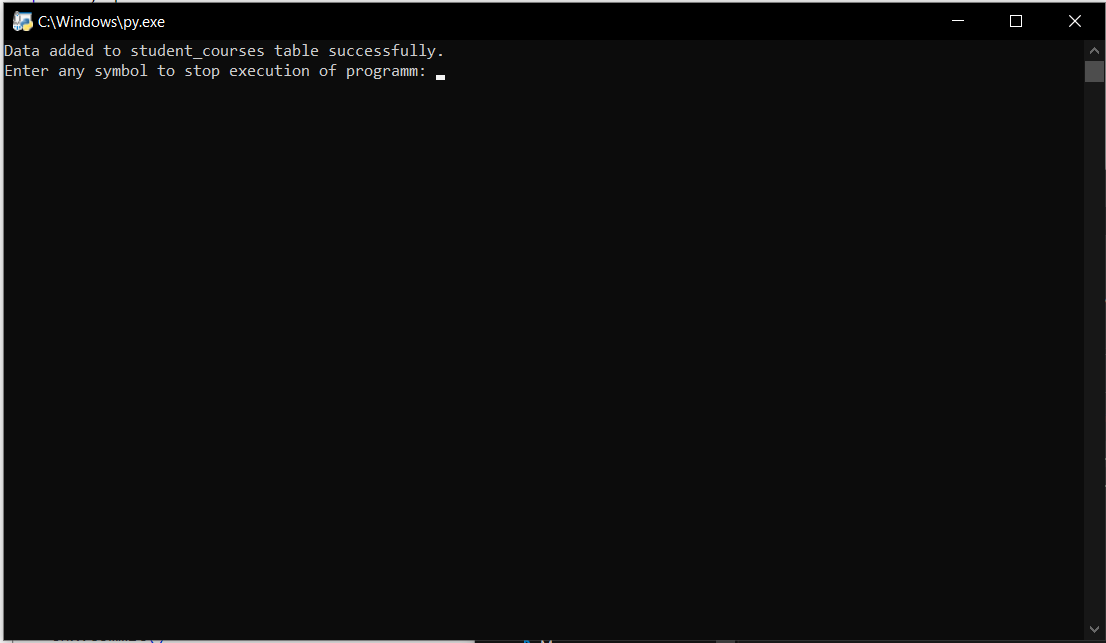 C:\Windows\py.exe
Data added to student_courses table successfully.
Enter any symbol to stop execution of programm: